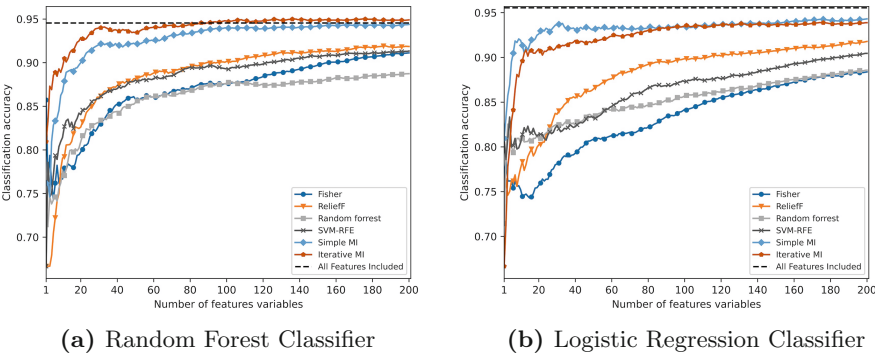 0.95
0.90
0.85
0.80
0.75
0.70
Classification accuracy
Fisher
ReliefF
Random forrest
SVM-RFE
Simple MI
Iterative MI
All Features Included
1 20 40 60 80 100 120 140 160 180 200
Number of features variables
(a) Random Forest Classifier
0.95
0.90
0.85
0.80
0.75
0.70
Classification accuracy
Fisher
ReliefF
Random forrest
SVM-RFE
Simple MI
Iterative MI
All Features Included
1 20 40 60 80 100 120 140 160 180 200
Number of features variables
(b) Logistic Regression Classifier